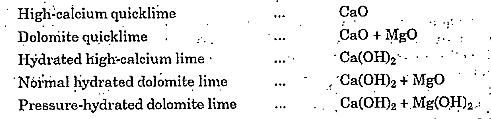 High-calcium quicklime ... CaO
Dolomite quicklime ... CaO + MgO
Hydrated high-calcium lime ... Ca(OH)₂
Normal hydrated dolomite lime ... Ca(OH)₂ + MgO
Pressure-hydrated dolomite lime ... Ca(OH)₂ + Mg(OH)₂